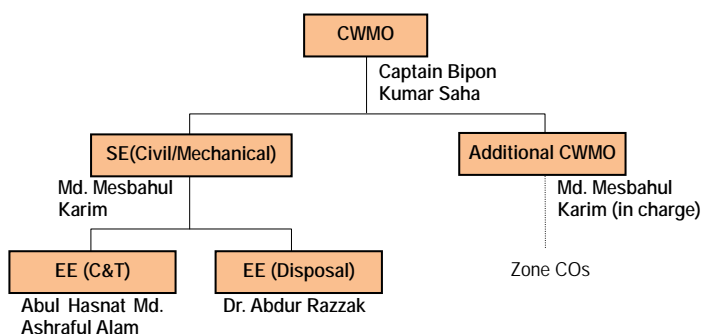 CWMO
Captain Bipon
Kumar Saha
SE(Civil/Mechanical)
Md. Mesbahul
Karim
Additional CWMO
Md. Mesbahul
Karim (in charge)
EE (C&T)
Abul Hasnat Md.
Ashraful Alam
EE (Disposal)
Dr. Abdur Razzak
Zone COs